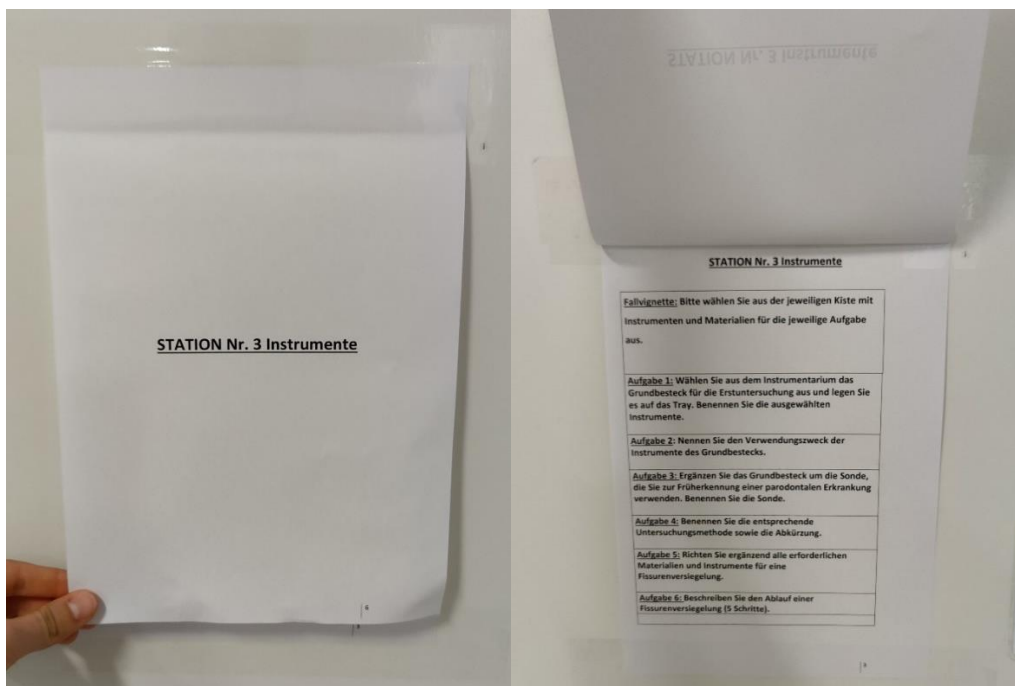 STATION Nr. 3 Instrumente
6
STATION Nr. 3 Instrumente
STATION Nr. 3 Instrumente
Fallvignette: Bitte wählen Sie aus der jeweiligen Kiste mit
Instrumenten und Materialien für die jeweilige Aufgabe
aus.
Aufgabe 1: Wählen Sie aus dem Instrumentarium das
Grundbesteck für die Erstuntersuchung aus und legen Sie
es auf das Tray. Benennen Sie die ausgewählten
Instrumente.
Aufgabe 2: Nennen Sie den Verwendungszweck der
Instrumente des Grundbestecks.
Aufgabe 3: Ergänzen Sie das Grundbesteck um die Sonde,
die Sie zur Früherkennung einer parodontalen Erkrankung
verwenden. Benennen Sie die Sonde.
Aufgabe 4: Benennen Sie die entsprechende
Untersuchungsmethode sowie die Abkürzung.
Aufgabe 5: Richten Sie ergänzend alle erforderlichen
Materialien und Instrumente für eine
Fissurenversiegelung.
Aufgabe 6: Beschreiben Sie den Ablauf einer
Fissurenversiegelung (5 Schritte).